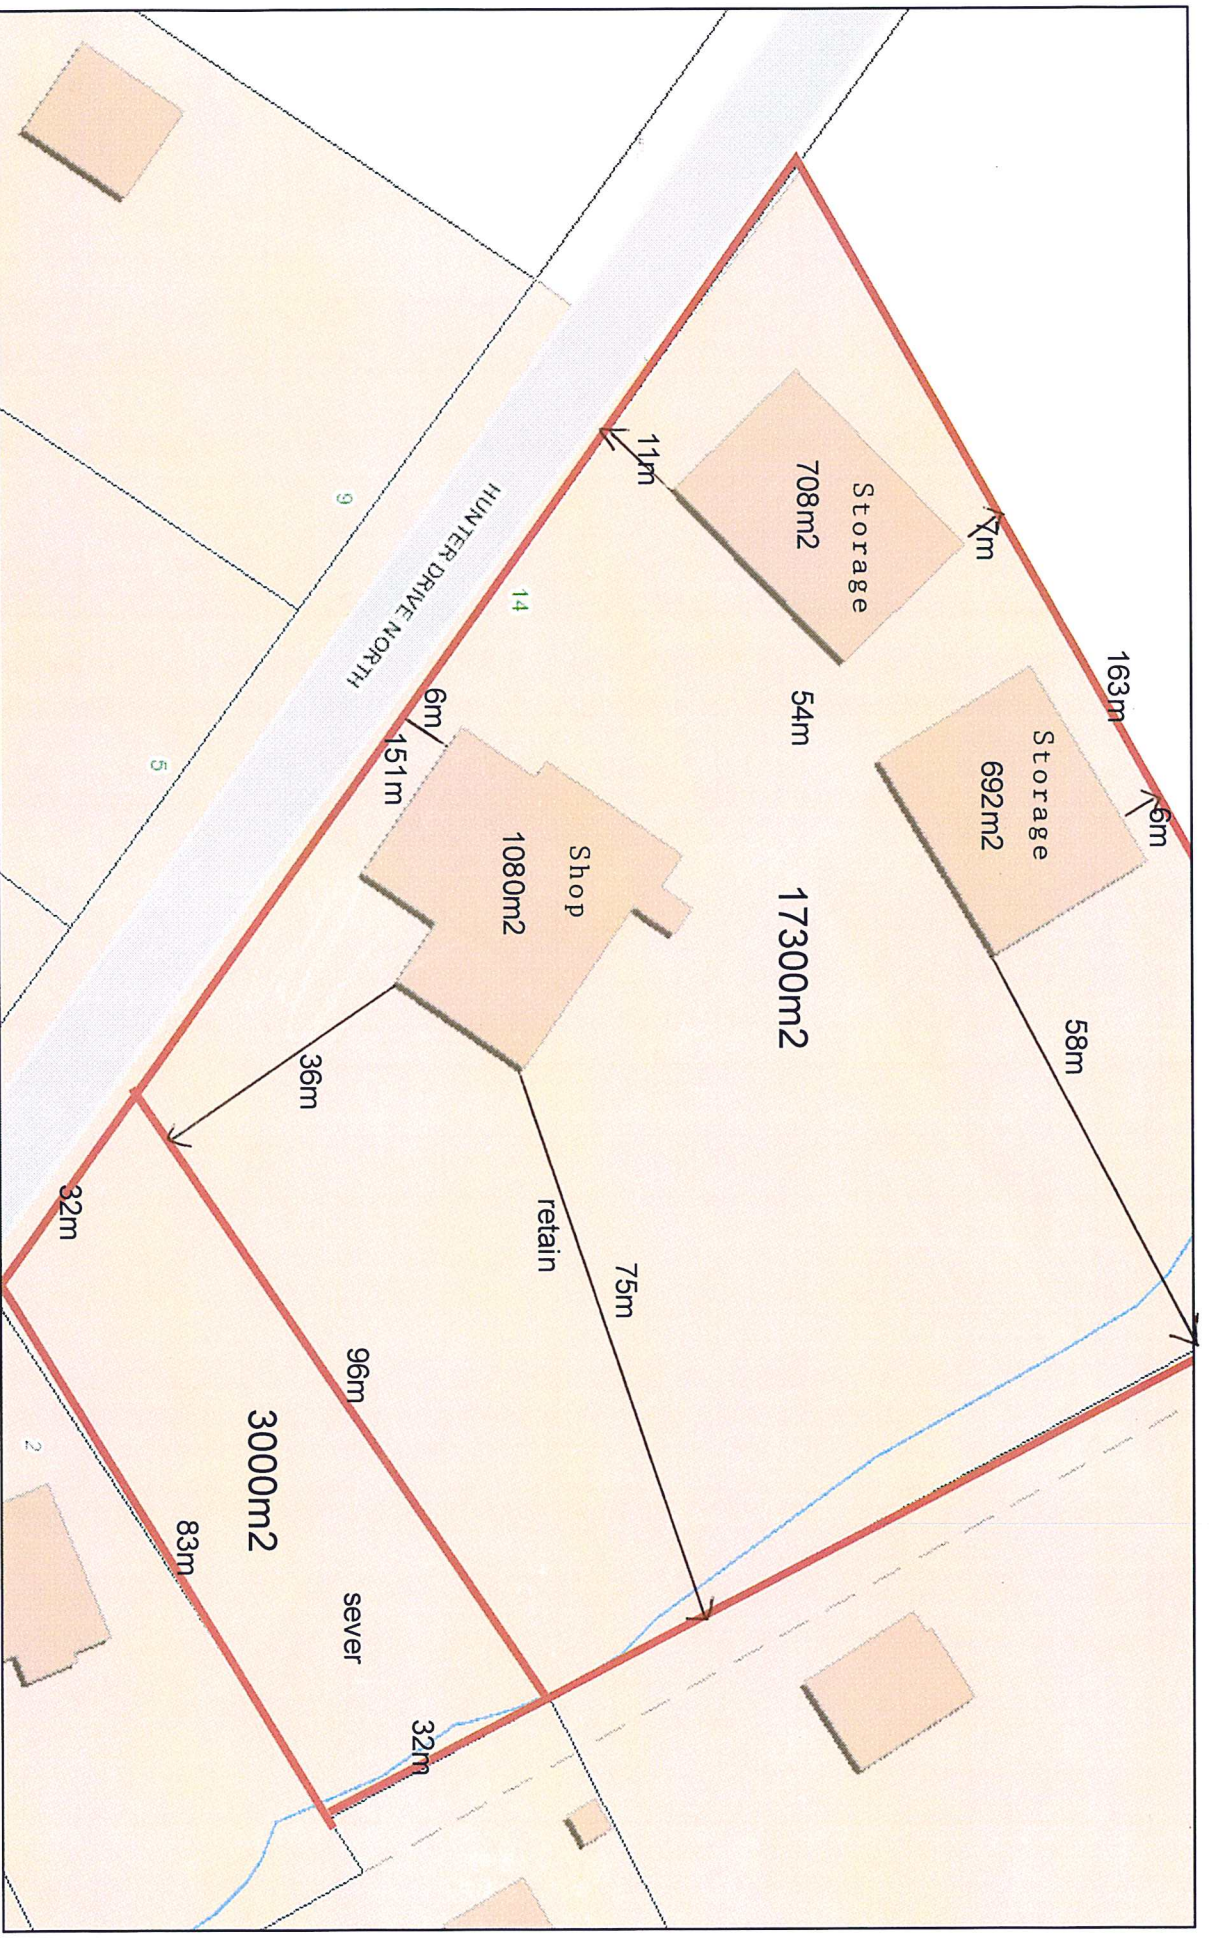 163m
7m
6m
Storage
692m2
Storage
708m2
11m
54m
58m
17300m2
14
6m
151m
Shop
1080m2
HUNTER DRIVE NORTH
9
5
75m
retain
36m
96m
32m
3000m2
sever
83m
32m
2